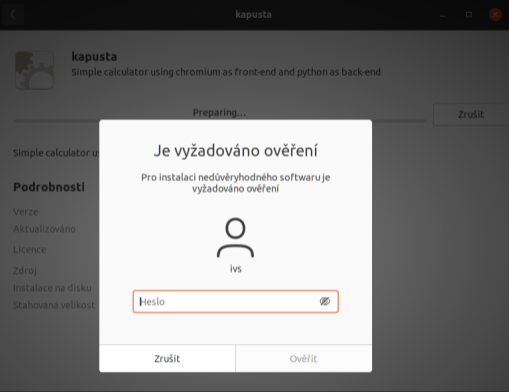 kapusta
kapusta
Simple calculator using chromium as front-end and python as back-end
Preparing…
Zrušit
Simple calculator us
Podrobnosti
Verze
Aktualizováno
Licence
Zdroj
Instalace na disku
Stahovaná velikost
Je vyžadováno ověření
Pro instalaci nedůvěryhodného softwaru je
vyžadováno ověření
ivs
Heslo
Zrušit
Ověřit